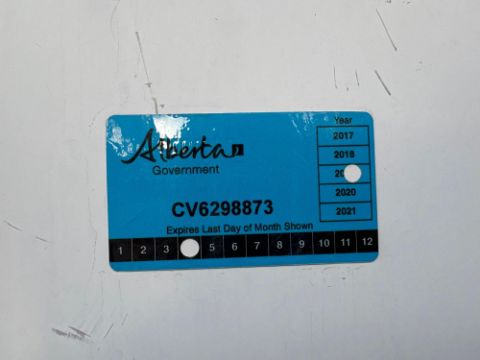 Alberta
Government
Year
2017
2018
2020
2021
CV6298873
Expires Last Day of Month Shown
1 2 3 5 6 7 8 9 10 11 12